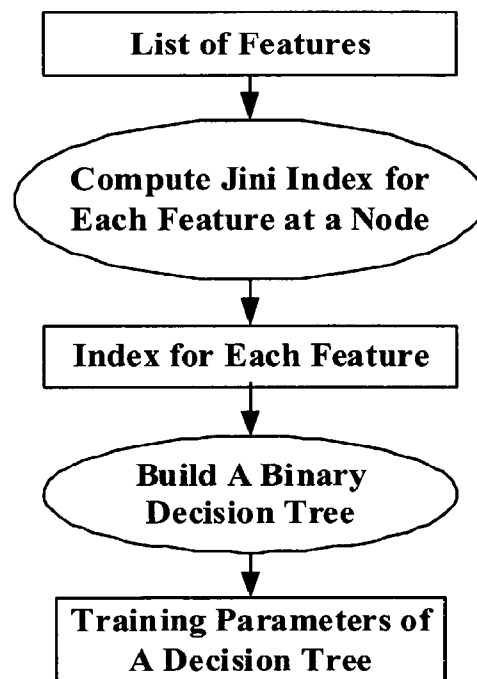 List of Features
Compute Jini Index for
Each Feature at a Node
Index for Each Feature
Build A Binary
Decision Tree
Training Parameters of
A Decision Tree